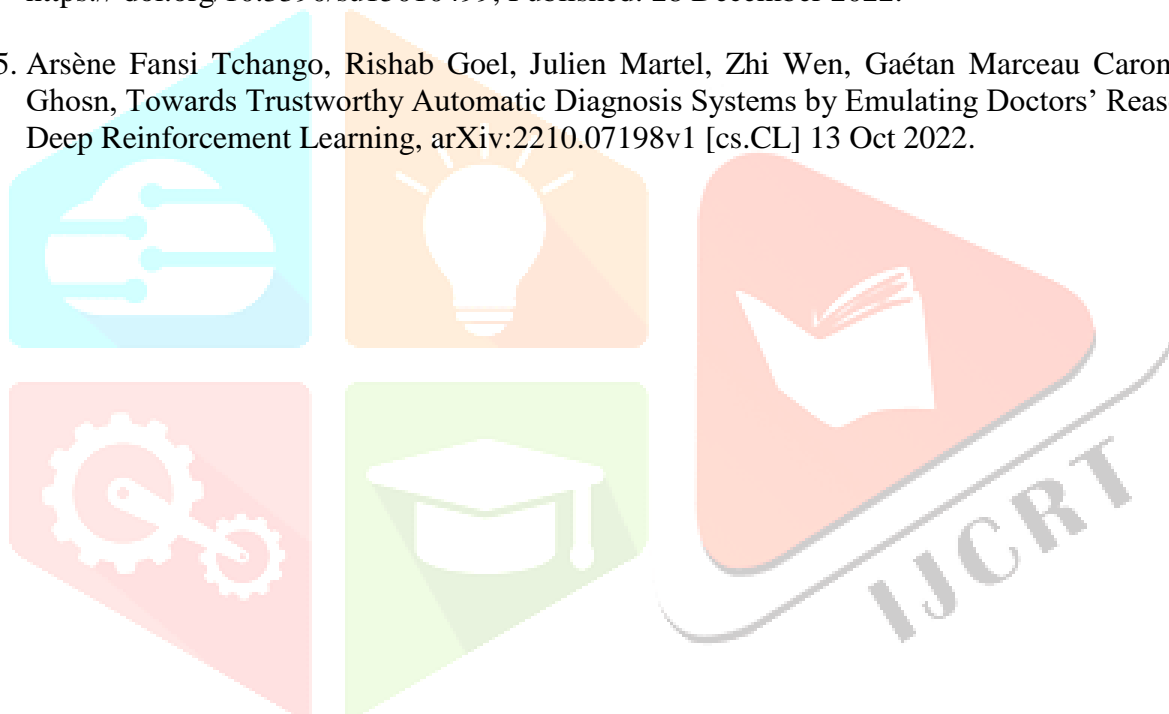 5. Arsène Fansi Tchango, Rishab Goel, Julien Martel, Zhi Wen, Gaétan Marceau Caron
Ghosn, Towards Trustworthy Automatic Diagnosis Systems by Emulating Doctors' Reas
Deep Reinforcement Learning, arXiv:2210.07198v1 [cs.CL] 13 Oct 2022.
IJCRT